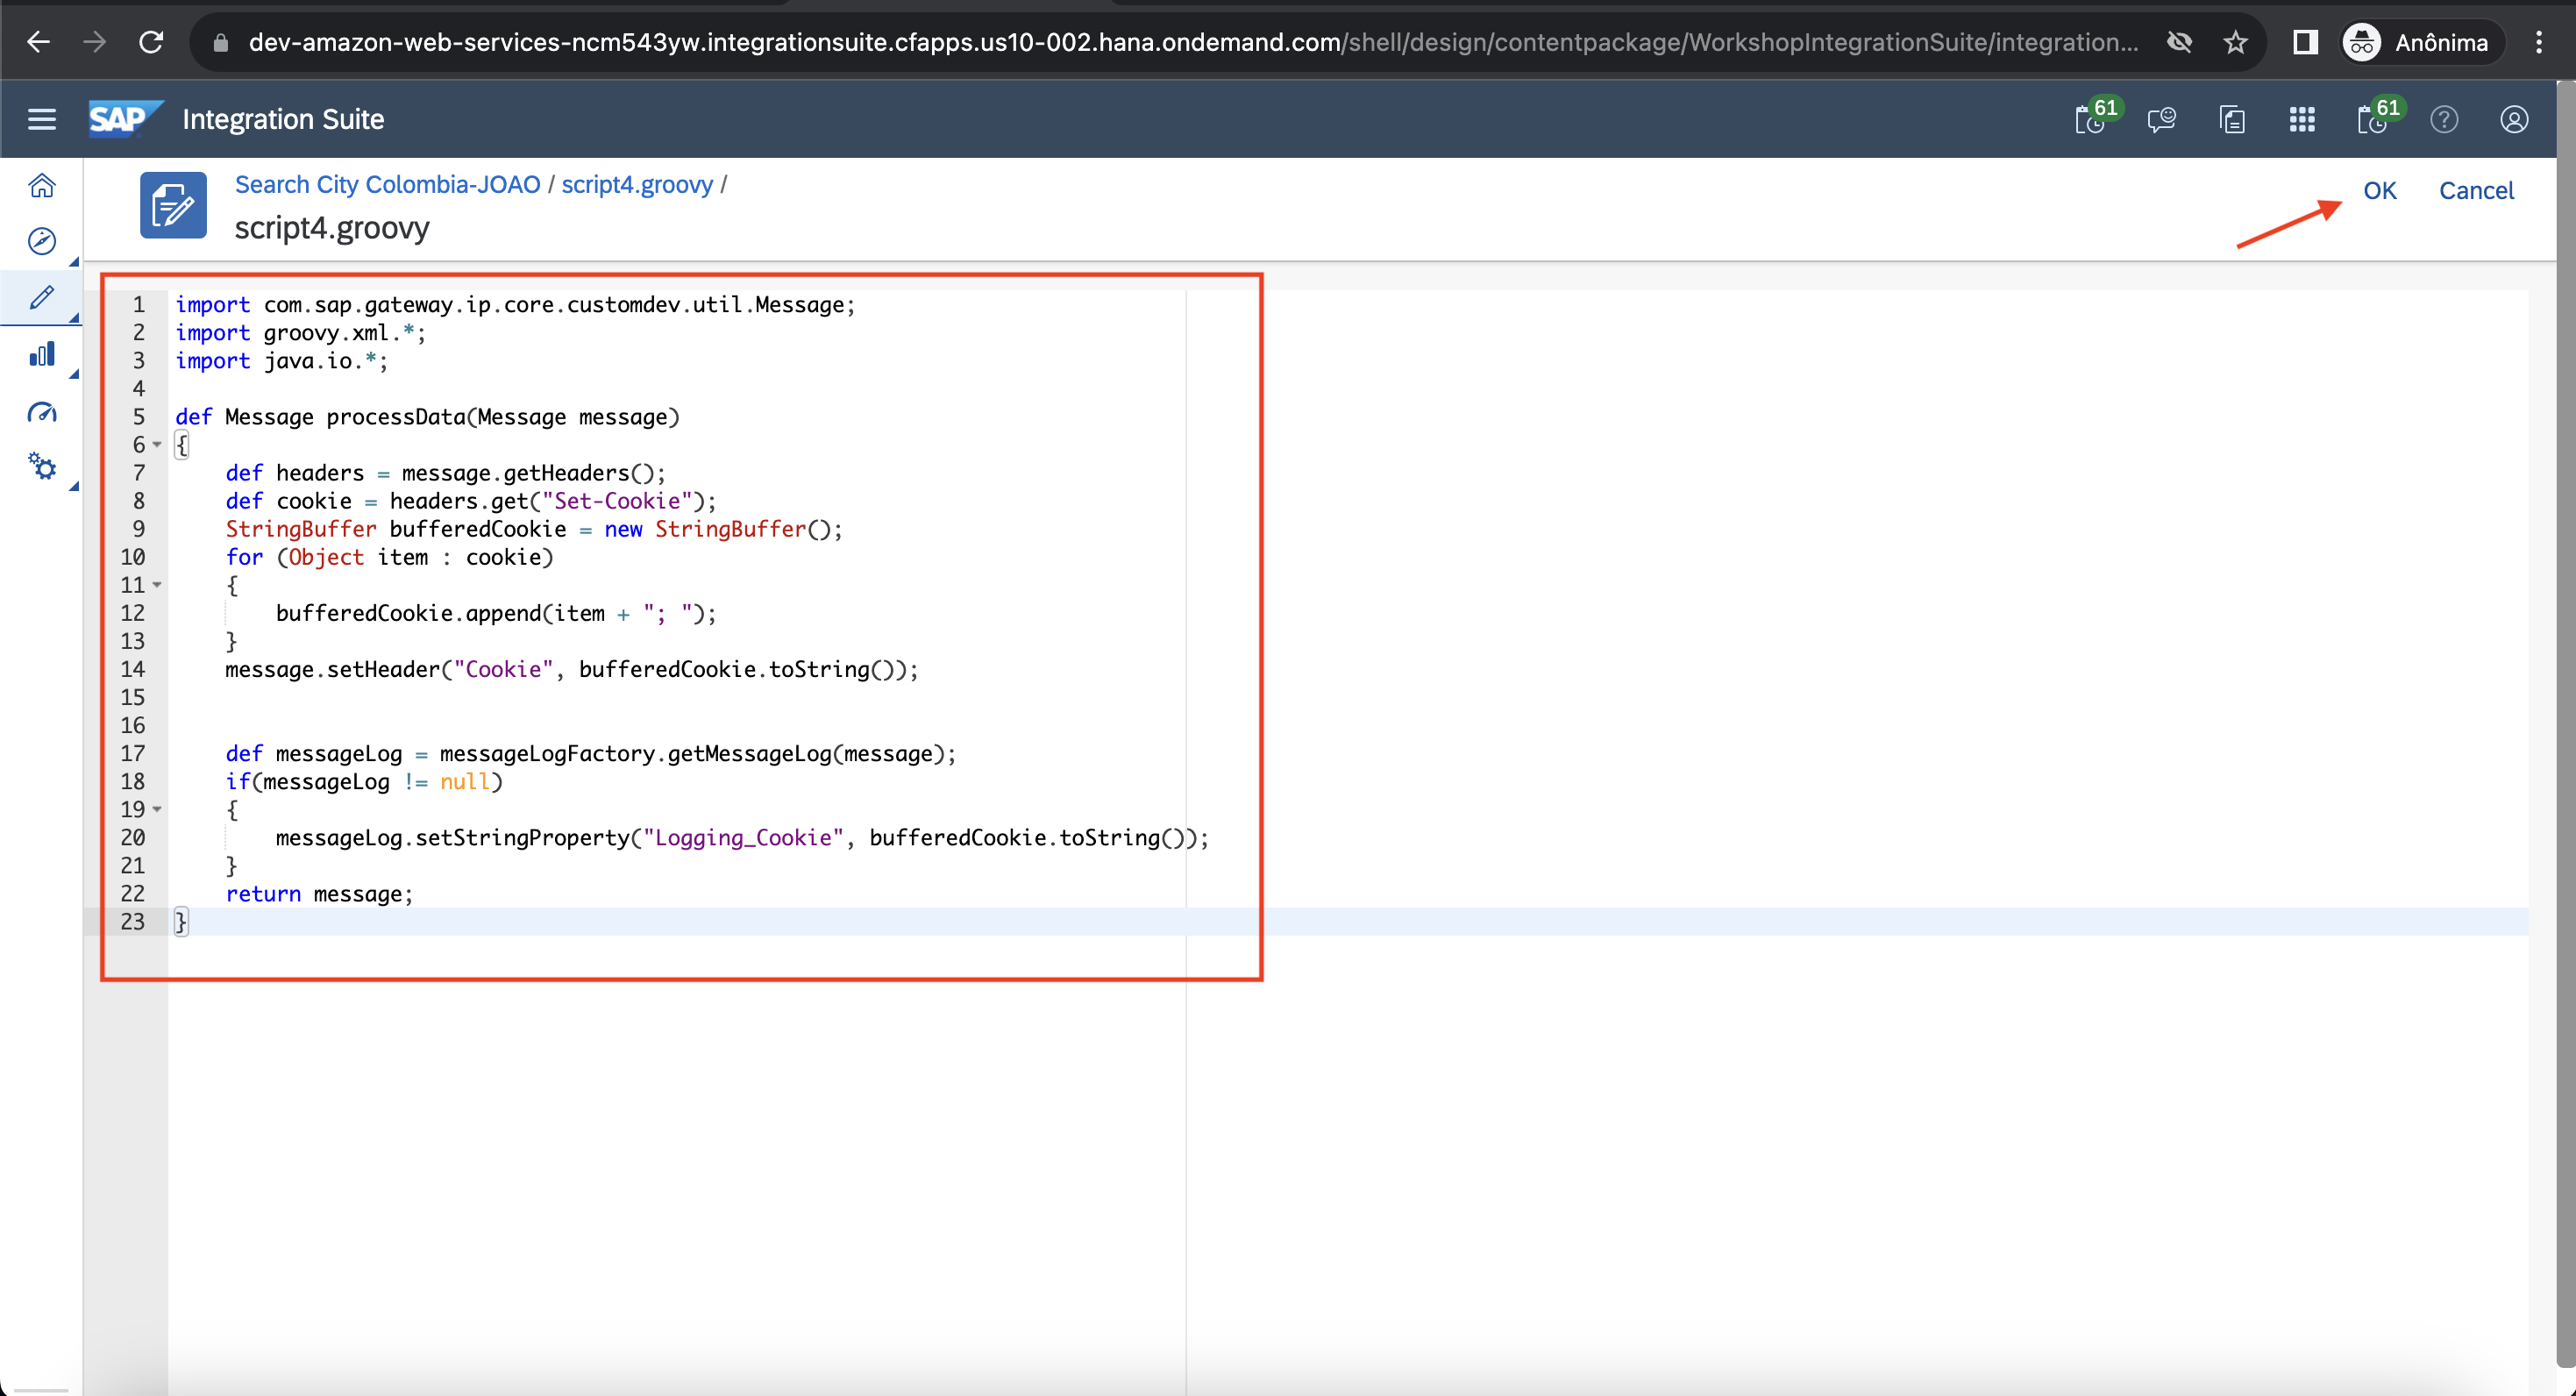 dev-amazon-web-services-ncm543yw.integrationsuite.cfapps.us10-002.hana.ondemand.com/shell/design/contentpackage/WorkshopIntegrationSuite/integration...
Anônima
SAP Integration Suite
61
61
Search City Colombia-JOAO / script4.groovy /
script4.groovy
OK Cancel
1 import com.sap.gateway.ip.core.customdev.util.Message;
2 import groovy.xml.*;
3 import java.io.*;
4
5 def Message processData(Message message)
6 {
7 def headers = message.getHeaders();
8 def cookie = headers.get("Set-Cookie");
9 StringBuffer bufferedCookie = new StringBuffer();
10 for (Object item : cookie)
11 {
12 bufferedCookie.append(item + "; ");
13 }
14 message.setHeader("Cookie", bufferedCookie.toString());
15
16
17 def messageLog = messageLogFactory.getMessageLog(message);
18 if(messageLog != null)
19 {
20 messageLog.setStringProperty("Logging_Cookie", bufferedCookie.toString());
21 }
22 return message;
23 }